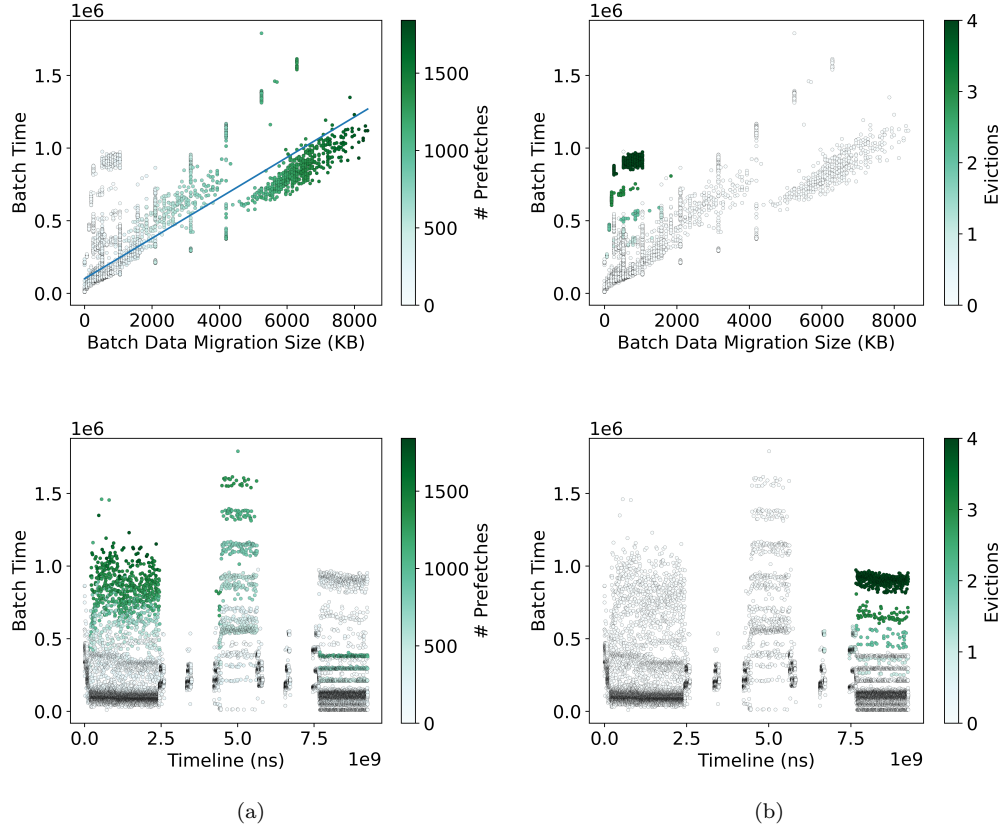 1e6
Batch Time
1.5
1.0
0.5
0.0
0
2000
4000
6000
8000
Batch Data Migration Size (KB)
1500
1000
500
0
# Prefetches
1e6
Batch Time
1.5
1.0
0.5
0.0
0
2000
4000
6000
8000
Batch Data Migration Size (KB)
4
3
2
1
0
Evictions
1e6
Batch Time
1.5
1.0
0.5
0.0
0.0
2.5
5.0
7.5
1e9
Timeline (ns)
1500
1000
500
0
# Prefetches
1e6
Batch Time
1.5
1.0
0.5
0.0
0.0
2.5
5.0
7.5
1e9
Timeline (ns)
4
3
2
1
0
Evictions
(a)
(b)